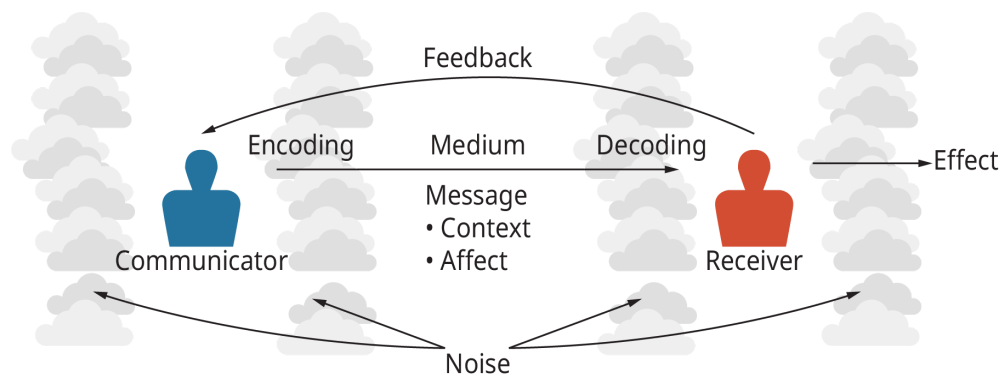 Feedback
Encoding
Medium
Decoding
Effect
Message
• Context
• Affect
Communicator
Receiver
Noise